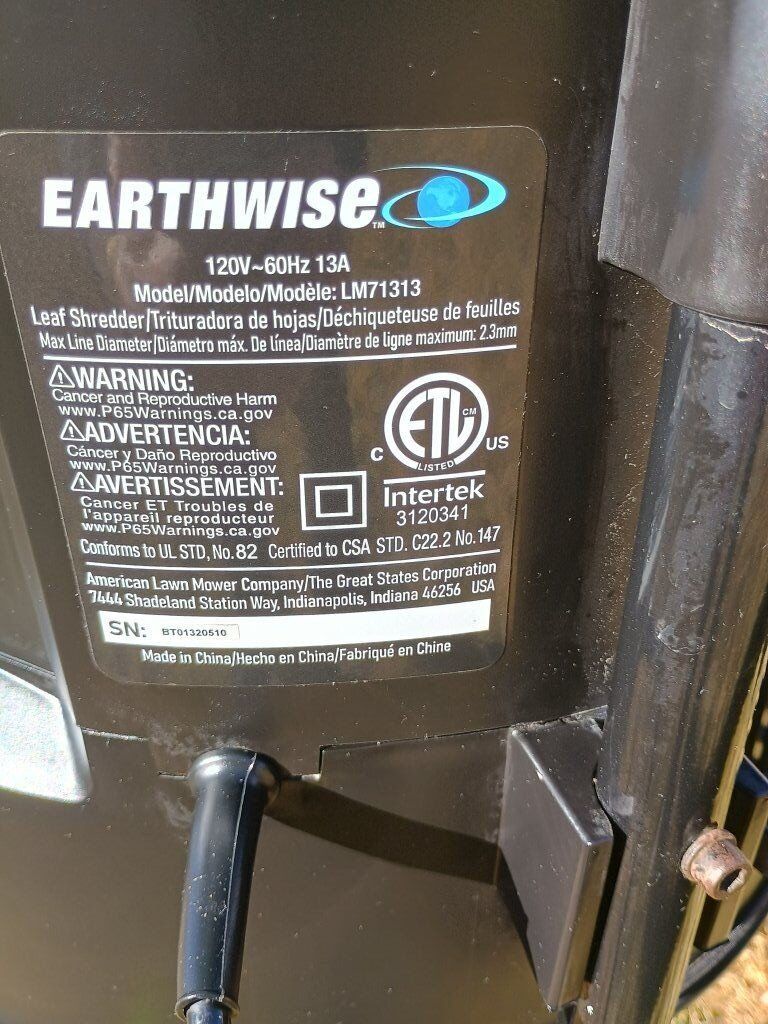 EARTHWISE™
120V~60Hz 13A
Model/Modelo/Modèle: LM71313
Leaf Shredder/Trituradora de hojas/Déchiqueteuse de feuilles
Max Line Diameter/Diámetro máx. De línea/Diamètre de ligne maximum: 2.3mm
⚠WARNING:
Cancer and Reproductive Harm
www.P65Warnings.ca.gov
⚠ADVERTENCIA:
Cáncer y Daño Reproductivo
www.P65Warnings.ca.gov
⚠AVERTISSEMENT:
Cancer ET Troubles de
l'appareil reproducteur
www.P65Warnings.ca.gov
ETL CM
LISTED
C US
Intertek
3120341
Conforms to UL STD, No. 82 Certified to CSA STD. C22.2 No. 147
American Lawn Mower Company/The Great States Corporation
7444 Shadeland Station Way, Indianapolis, Indiana 46256 USA
SN: BT01320510
Made in China/Hecho en China/Fabriqué en Chine